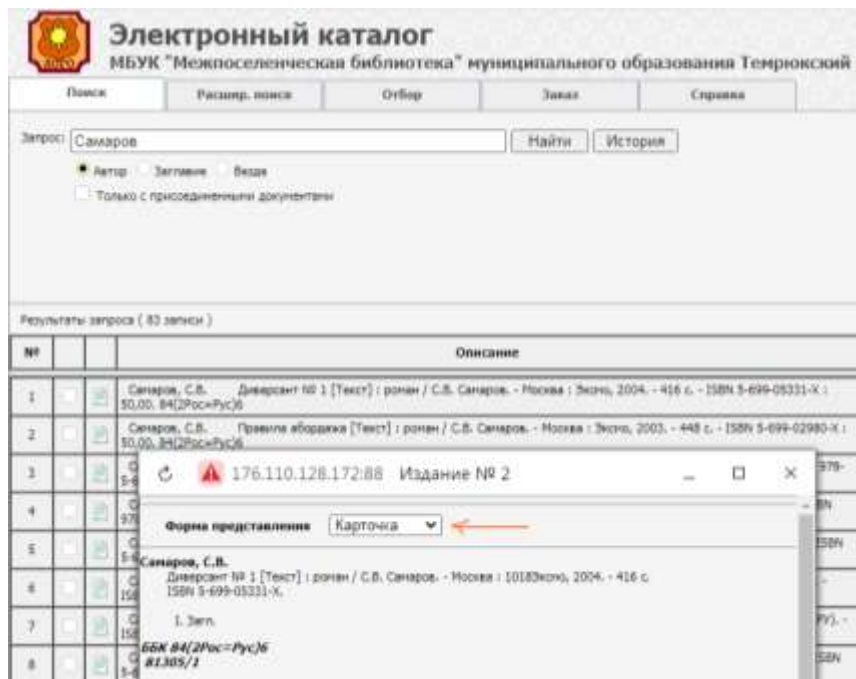 Электронный каталог
МБУК "Межпоселенческая библиотека" муниципального образования Темрюкский
Поиск Расшир. поиск Отбор Заказ Справка
Запрос: Самаров Найти История
Автор Заглавие Везде
Только с присоединенными документами
Результаты запроса ( 83 записи )
№ Описание
1 Самаров, С.В. Диверсант № 1 [Текст] : роман / С.В. Самаров. - Москва : Эксмо, 2004. - 416 с. - ISBN 5-699-05331-X :
50,00. 84(2Рос=Рус)6
2 Самаров, С.В. Правила абордажа [Текст] : роман / С.В. Самаров. - Москва : Эксмо, 2003. - 448 с. - ISBN 5-699-02980-X :
50,00. 84(2Рос=Рус)6
3
4
5
6
7
8
176.110.128.172:88 Издание № 2
Форма представления Карточка
Самаров, С.В.
Диверсант № 1 [Текст] : роман / С.В. Самаров. - Москва : 10183Эксмо, 2004. - 416 с.
ISBN 5-699-05331-X.
1. Загл.
ББК 84(2Рос=Рус)6
81305/1